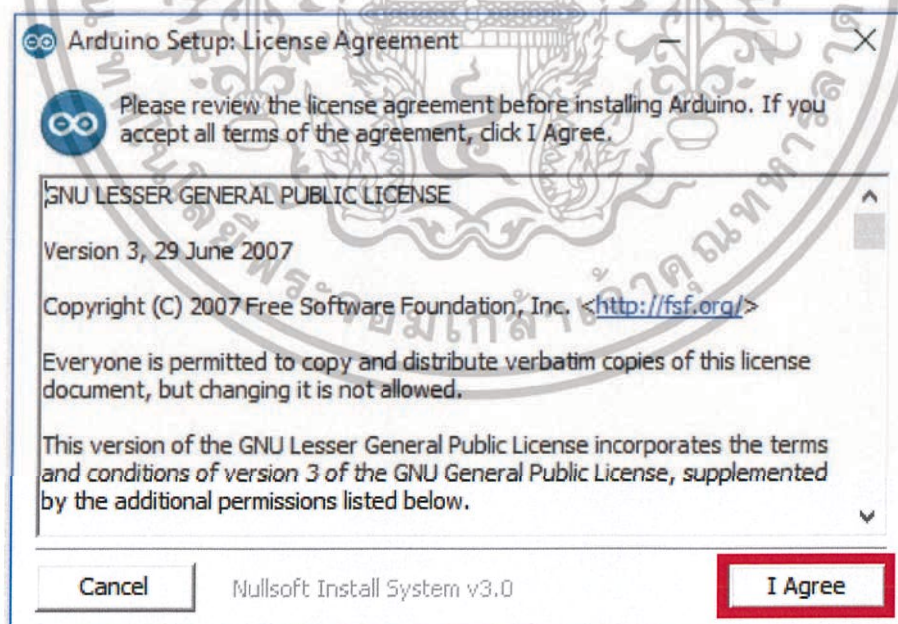 Arduino Setup: License Agreement
Please review the license agreement before installing Arduino. If you
accept all terms of the agreement, click I Agree.
GNU LESSER GENERAL PUBLIC LICENSE
Version 3, 29 June 2007
Copyright (C) 2007 Free Software Foundation, Inc. <http://fsf.org/>
Everyone is permitted to copy and distribute verbatim copies of this license
document, but changing it is not allowed.
This version of the GNU Lesser General Public License incorporates the terms
and conditions of version 3 of the GNU General Public License, supplemented
by the additional permissions listed below.
Cancel
Nullsoft Install System v3.0
I Agree